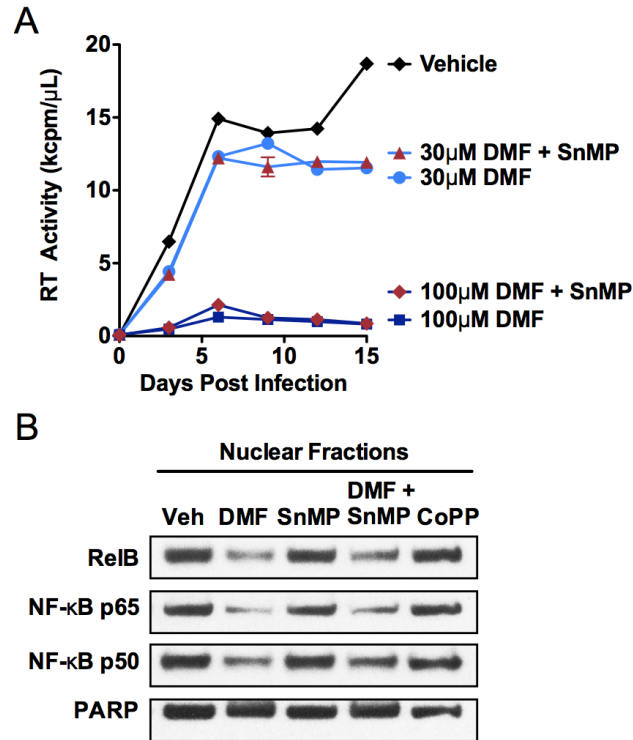 A
RT Activity (kcpm/μL)
20
15
10
5
0
0 5 10 15
Days Post Infection
Vehicle
30μM DMF + SnMP
30μM DMF
100μM DMF + SnMP
100μM DMF
B
Nuclear Fractions
Veh DMF SnMP DMF + SnMP CoPP
RelB
NF-κB p65
NF-κB p50
PARP